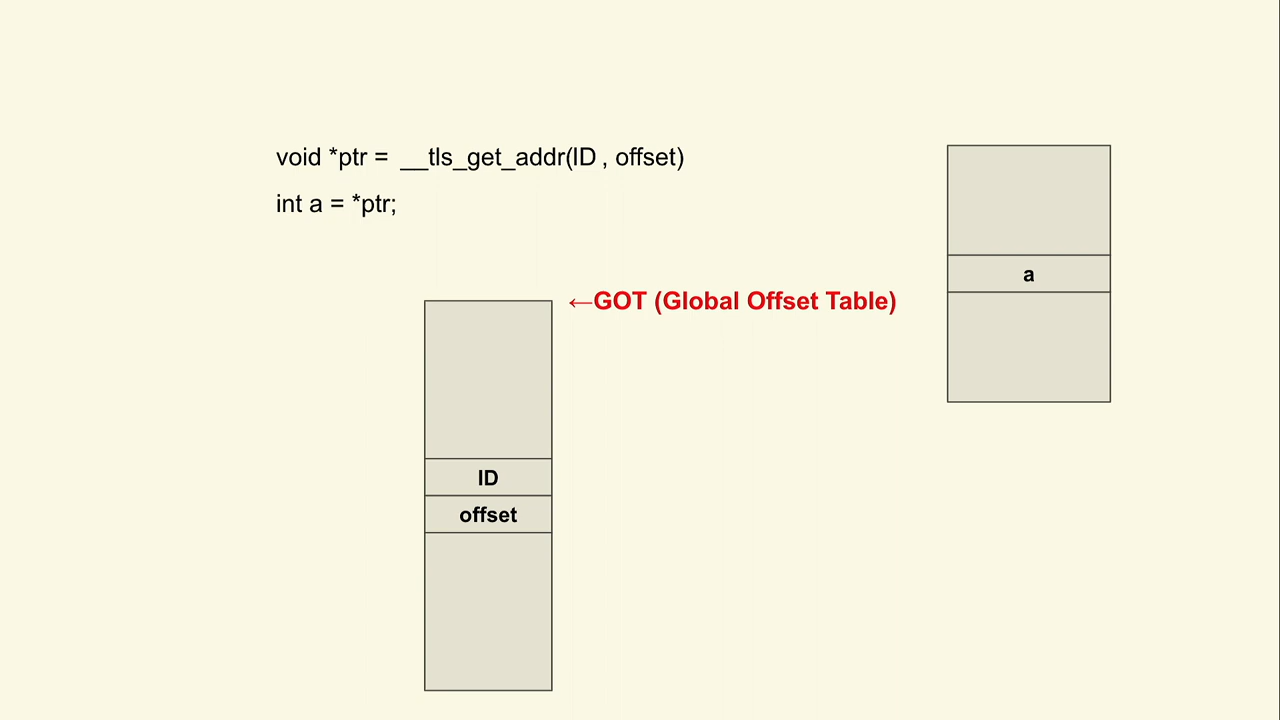 void *ptr = __tls_get_addr(ID , offset)
int a = *ptr;
a
←GOT (Global Offset Table)
ID
offset